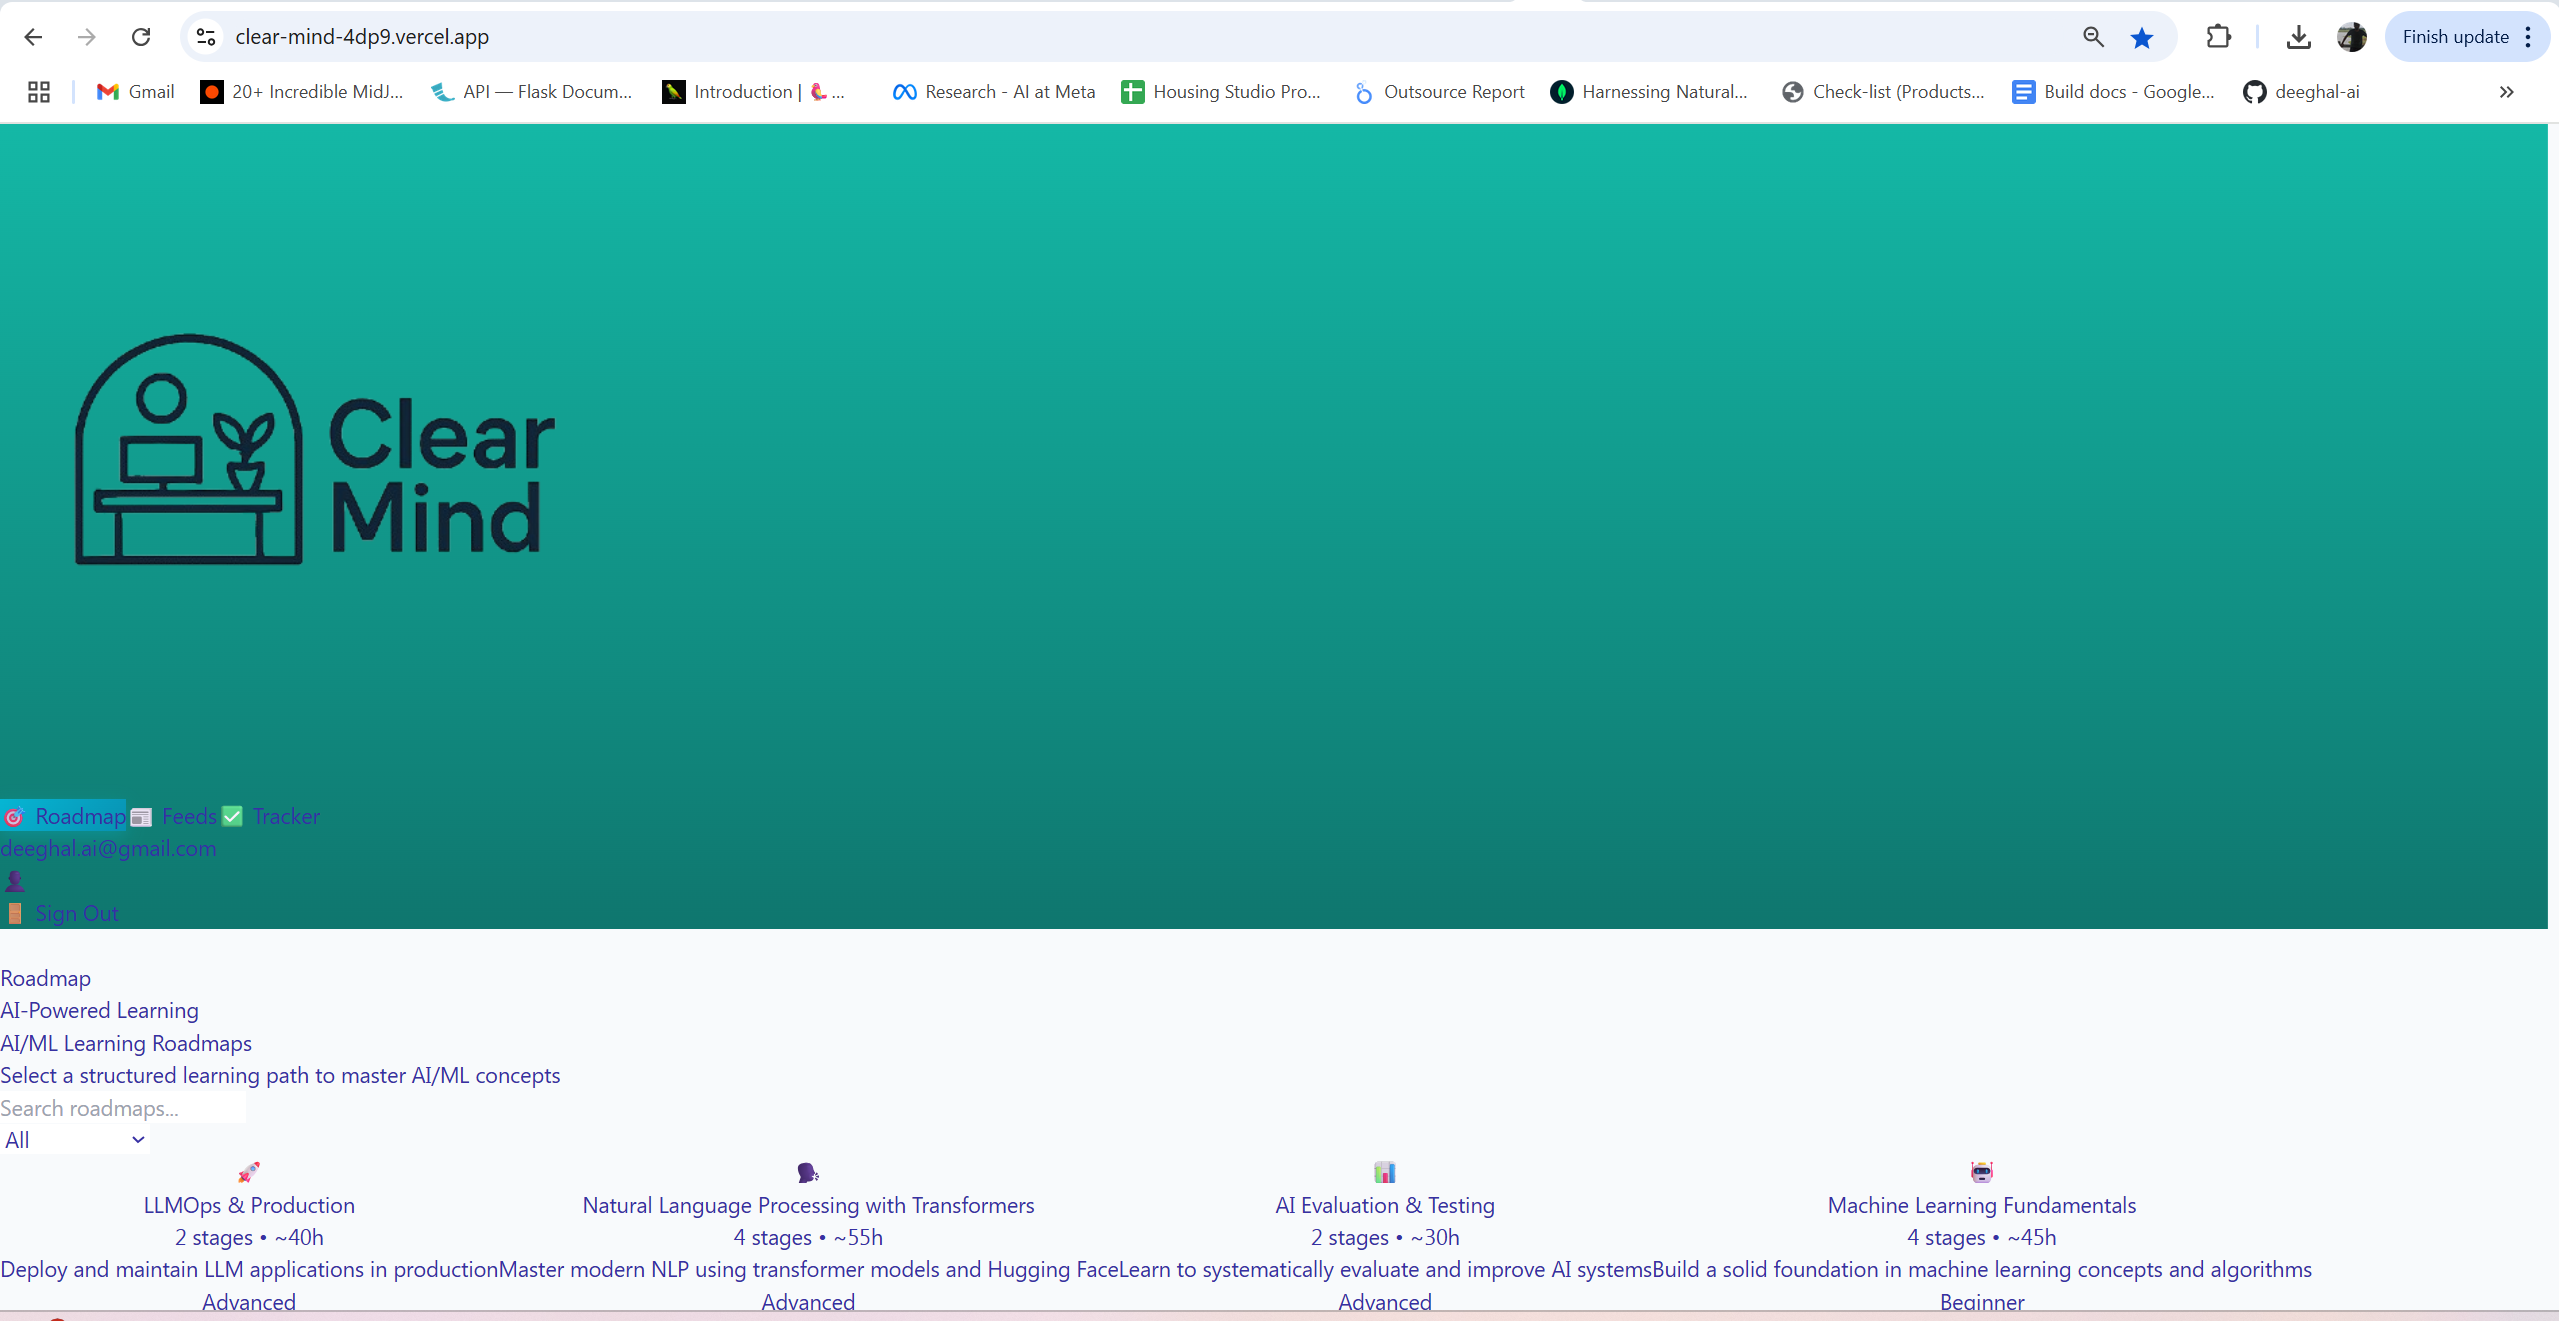 clear-mind-4dp9.vercel.app
Finish update
Gmail
20+ Incredible MidJ...
API — Flask Docum...
Introduction | 🦜️...
Research - AI at Meta
Housing Studio Pro...
Outsource Report
Harnessing Natural...
Check-list (Products...
Build docs - Google...
deeghal-ai
Clear
Mind
🎯 Roadmap📰 Feeds✅ Tracker
deeghal.ai@gmail.com
👤
🚪 Sign Out
Roadmap
AI-Powered Learning
AI/ML Learning Roadmaps
Select a structured learning path to master AI/ML concepts
Search roadmaps...
All
LLMOps & Production
2 stages • ~40h
Deploy and maintain LLM applications in production
Advanced
Natural Language Processing with Transformers
4 stages • ~55h
Master modern NLP using transformer models and Hugging Face
Advanced
AI Evaluation & Testing
2 stages • ~30h
Learn to systematically evaluate and improve AI systems
Advanced
Machine Learning Fundamentals
4 stages • ~45h
Build a solid foundation in machine learning concepts and algorithms
Beginner